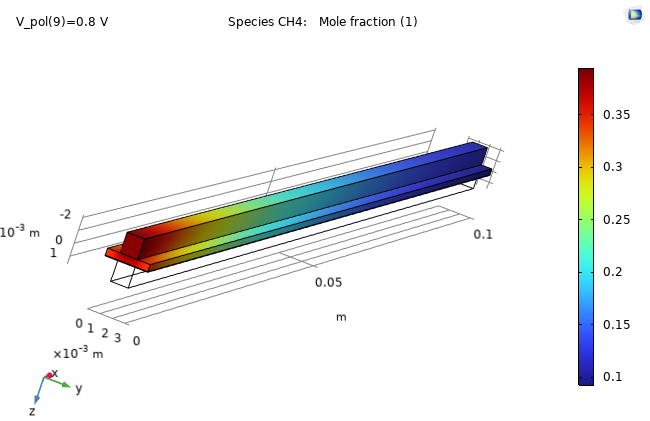 V_pol(9)=0.8 V
Species CH4: Mole fraction (1)
0.35
0.3
0.25
0.2
0.15
0.1
-2
0
1
10⁻³ m
0.1
0.05
m
0
1
2
3
0
×10⁻³ m
x
y
z